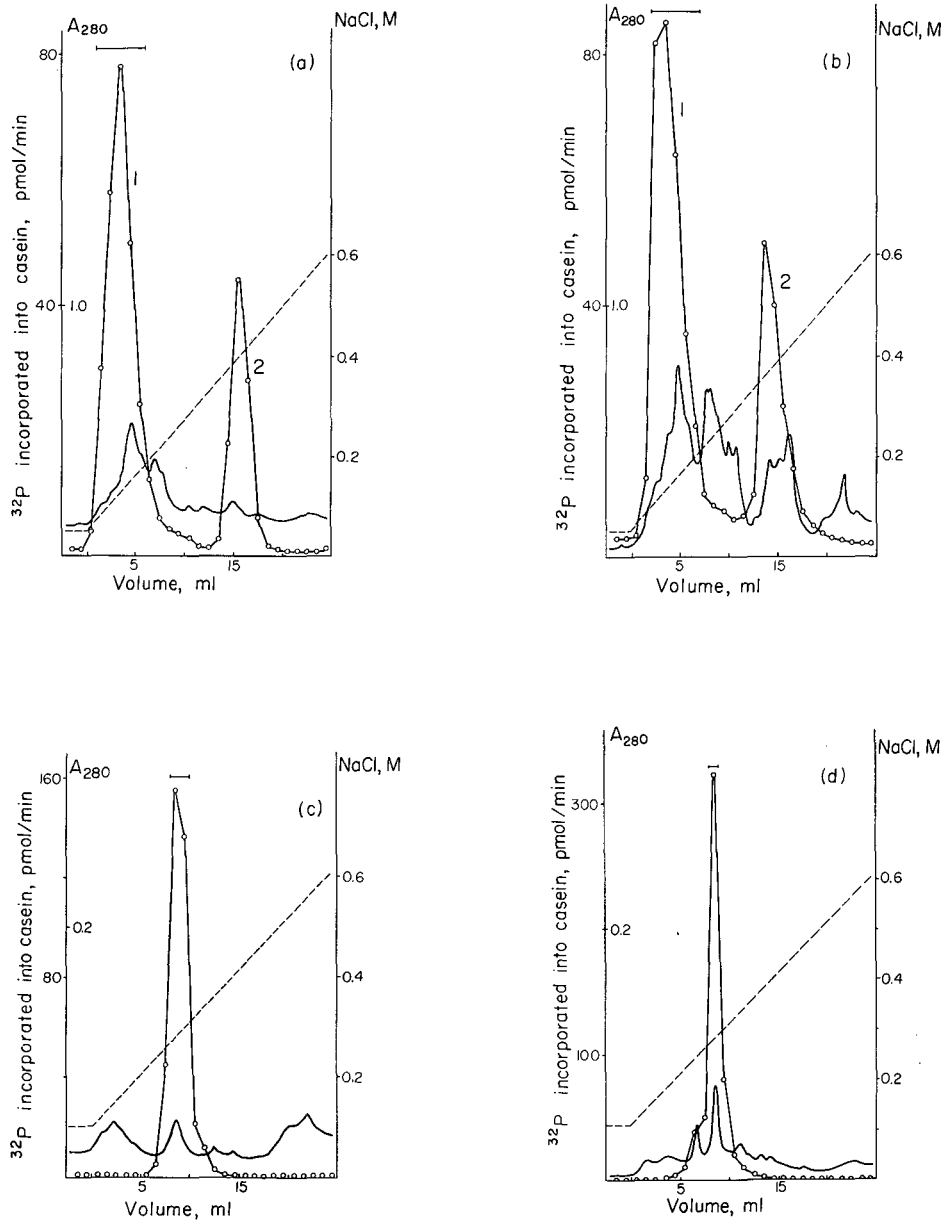 A280
NaCl, M
80
(a)
1
³²P incorporated into casein, pmol/min
0.6
40
1.0
0.4
2
0.2
5
15
Volume, ml
A280
NaCl, M
80
(b)
1
³²P incorporated into casein, pmol/min
0.6
40
1.0
2
0.4
0.2
5
15
Volume, ml
A280
NaCl, M
160
(c)
³²P incorporated into casein, pmol/min
0.6
0.2
80
0.4
0.2
5
15
Volume, ml
A280
NaCl, M
300
(d)
³²P incorporated into casein, pmol/min
0.6
0.2
0.4
100
0.2
5
15
Volume, ml